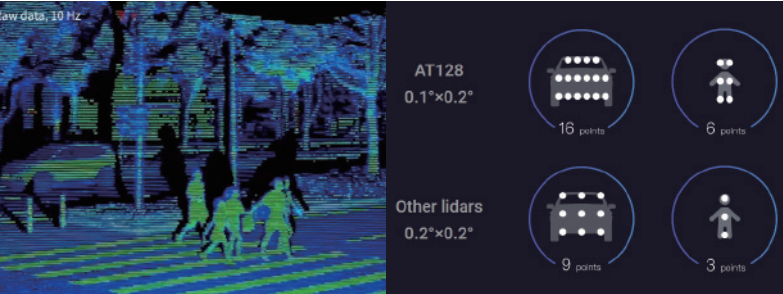 aw data, 10 Hz
AT128
0.1°×0.2°
16 points
6 points
Other lidars
0.2°×0.2°
9 points
3 points